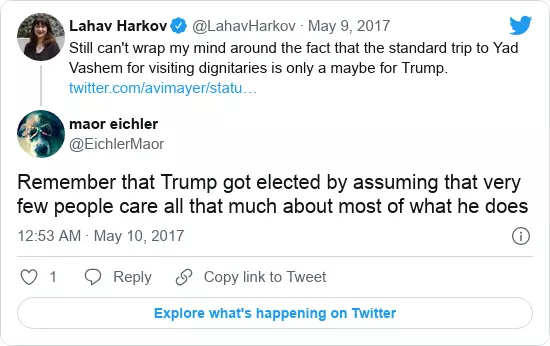 Lahav Harkov @LahavHarkov · May 9, 2017
Still can't wrap my mind around the fact that the standard trip to Yad
Vashem for visiting dignitaries is only a maybe for Trump.
twitter.com/avimayer/statu…
maor eichler
@EichlerMaor
Remember that Trump got elected by assuming that very
few people care all that much about most of what he does
12:53 AM · May 10, 2017
1 Reply Copy link to Tweet
Explore what's happening on Twitter